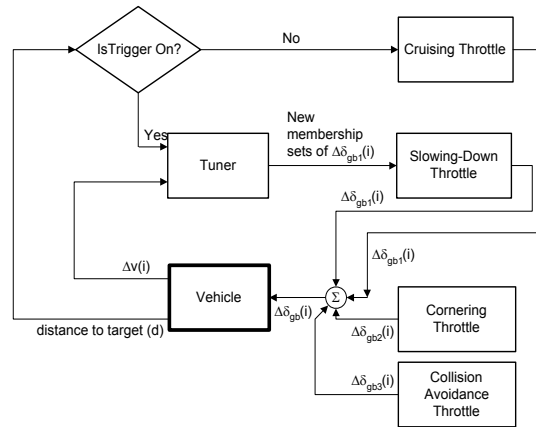 IsTrigger On?
No
Cruising Throttle
Yes
New
membership
sets of Δδgb1(i)
Tuner
Slowing-Down
Throttle
Δδgb1(i)
Δδgb1(i)
Δv(i)
Vehicle
Σ
Δδgb(i)
Cornering
Throttle
Δδgb2(i)
distance to target (d)
Δδgb3(i)
Collision
Avoidance
Throttle